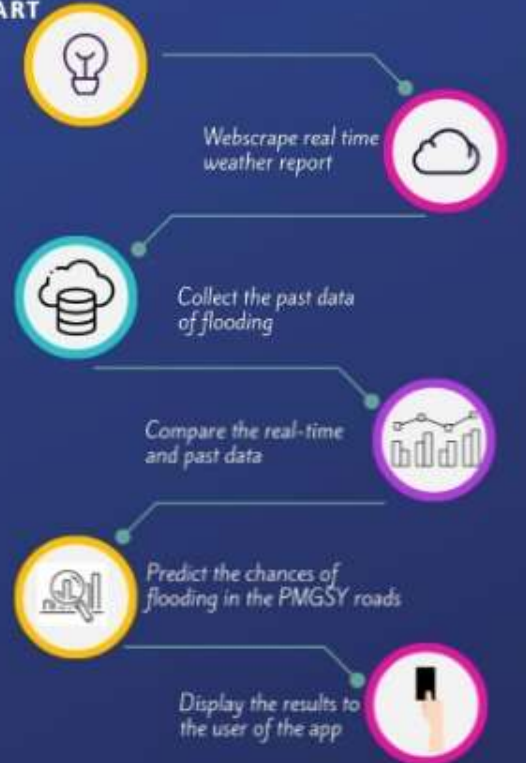 ART
Webscrape real time
weather report
Collect the past data
of flooding
Compare the real-time
and past data
Predict the chances of
flooding in the PMGSY roads
Display the results to
the user of the app